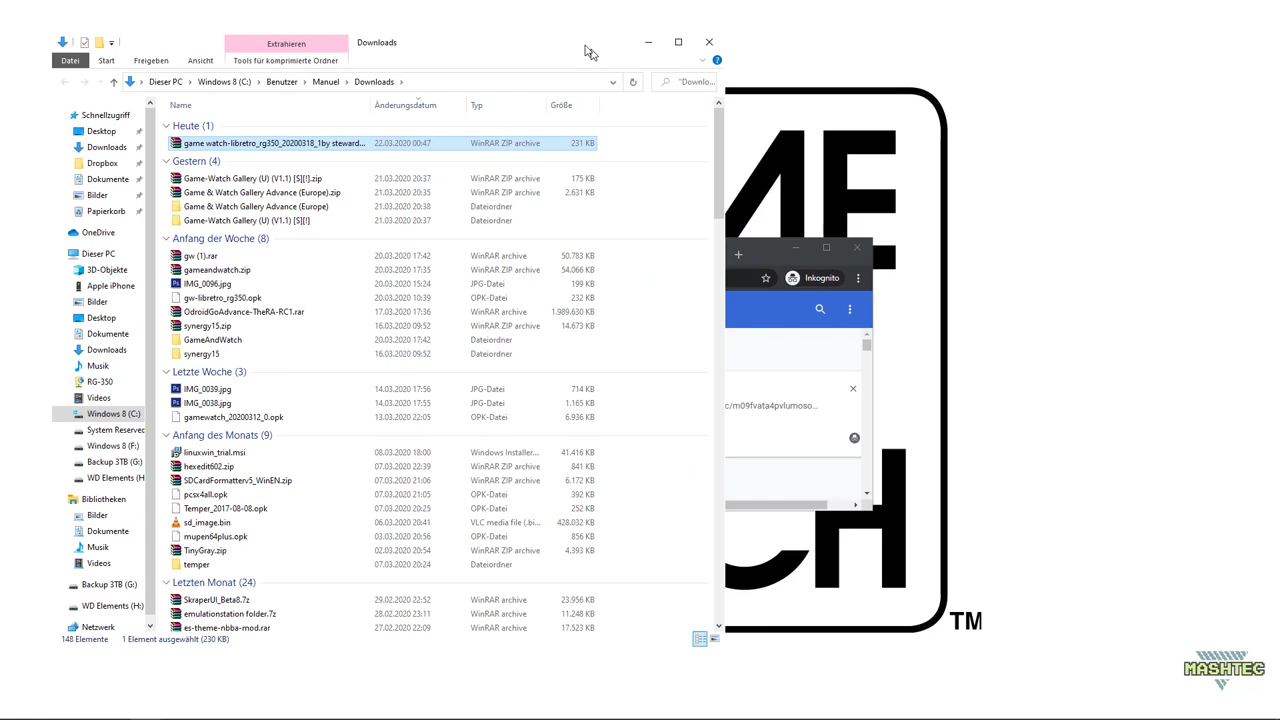 Extrahieren Downloads
Datei Start Freigeben Ansicht Tools für komprimierte Ordner
Dieser PC Windows 8 (C:) Benutzer Manuel Downloads "Downlo...
Name Änderungsdatum Typ Größe
Schnellzugriff
Desktop
Downloads
Dropbox
Dokumente
Bilder
Papierkorb
OneDrive
Dieser PC
3D-Objekte
Apple iPhone
Bilder
Desktop
Dokumente
Downloads
Musik
RG-350
Videos
Windows 8 (C:)
System Reserved
Windows 8 (F:)
Backup 3TB (G:)
WD Elements (H
Bibliotheken
Bilder
Dokumente
Musik
Videos
Backup 3TB (G:)
WD Elements (H:)
Netzwerk
Heute (1)
game watch-libretro_rg350_20200318_1by steward... 22.03.2020 00:47 WinRAR ZIP archive 231 KB
Gestern (4)
Game-Watch Gallery (U) (V1.1) [S][!].zip 21.03.2020 20:37 WinRAR ZIP archive 175 KB
Game & Watch Gallery Advance (Europe).zip 21.03.2020 20:37 WinRAR ZIP archive 2.631 KB
Game & Watch Gallery Advance (Europe) 21.03.2020 20:38 Dateiordner
Game-Watch Gallery (U) (V1.1) [S][!] 21.03.2020 20:37 Dateiordner
Anfang der Woche (8)
gw (1).rar 20.03.2020 17:42 WinRAR archive 50.783 KB
gameandwatch.zip 20.03.2020 17:35 WinRAR ZIP archive 54.066 KB
IMG_0096.jpg 20.03.2020 15:24 JPG-Datei 199 KB
gw-libretro_rg350.opk 20.03.2020 10:39 OPK-Datei 232 KB
OdroidGoAdvance-TheRA-RC1.rar 17.03.2020 17:36 WinRAR archive 1.989.630 KB
synergy15.zip 16.03.2020 09:52 WinRAR ZIP archive 14.673 KB
GameAndWatch 20.03.2020 17:42 Dateiordner
synergy15 16.03.2020 09:52 Dateiordner
Letzte Woche (3)
IMG_0039.jpg 14.03.2020 17:56 JPG-Datei 714 KB
IMG_0038.jpg 14.03.2020 17:55 JPG-Datei 1.165 KB
gamewatch_20200312_0.opk 13.03.2020 22:05 OPK-Datei 6.936 KB
Anfang des Monats (9)
linuxwin_trial.msi 08.03.2020 18:00 Windows Installer... 41.416 KB
hexedit602.zip 07.03.2020 22:39 WinRAR ZIP archive 841 KB
SDCardFormatterv5_WinEN.zip 07.03.2020 21:06 WinRAR ZIP archive 6.172 KB
pcsx4all.opk 07.03.2020 21:05 OPK-Datei 392 KB
Temper_2017-08-08.opk 07.03.2020 20:25 OPK-Datei 252 KB
sd_image.bin 06.03.2020 20:41 VLC media file (.bi... 428.032 KB
mupen64plus.opk 03.03.2020 20:56 OPK-Datei 836 KB
TinyGray.zip 02.03.2020 20:54 WinRAR ZIP archive 4.393 KB
temper 07.03.2020 20:24 Dateiordner
Letzten Monat (24)
SkraperUI_Beta8.7z 29.02.2020 22:52 WinRAR archive 23.956 KB
emulationstation folder.7z 28.02.2020 23:11 WinRAR archive 11.248 KB
es-theme-nbba-mod.rar 27.02.2020 22:09 WinRAR archive 17.523 KB
148 Elemente 1 Element ausgewählt (230 KB)
Inkognito
c/m09fvata4pvlumoso...
TM
MASHTEC